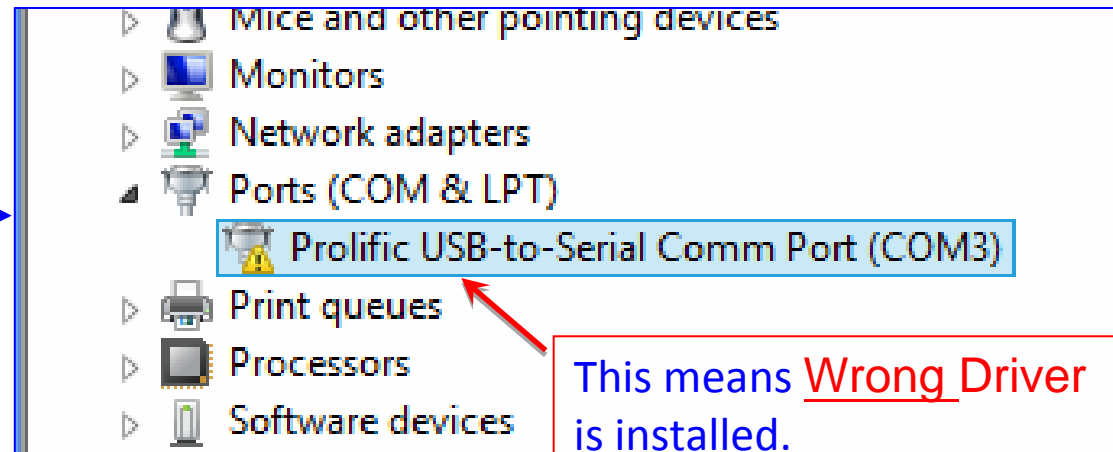 Mice and other pointing devices
Monitors
Network adapters
Ports (COM & LPT)
Prolific USB-to-Serial Comm Port (COM3)
Print queues
Processors
Software devices
This means Wrong Driver
is installed.